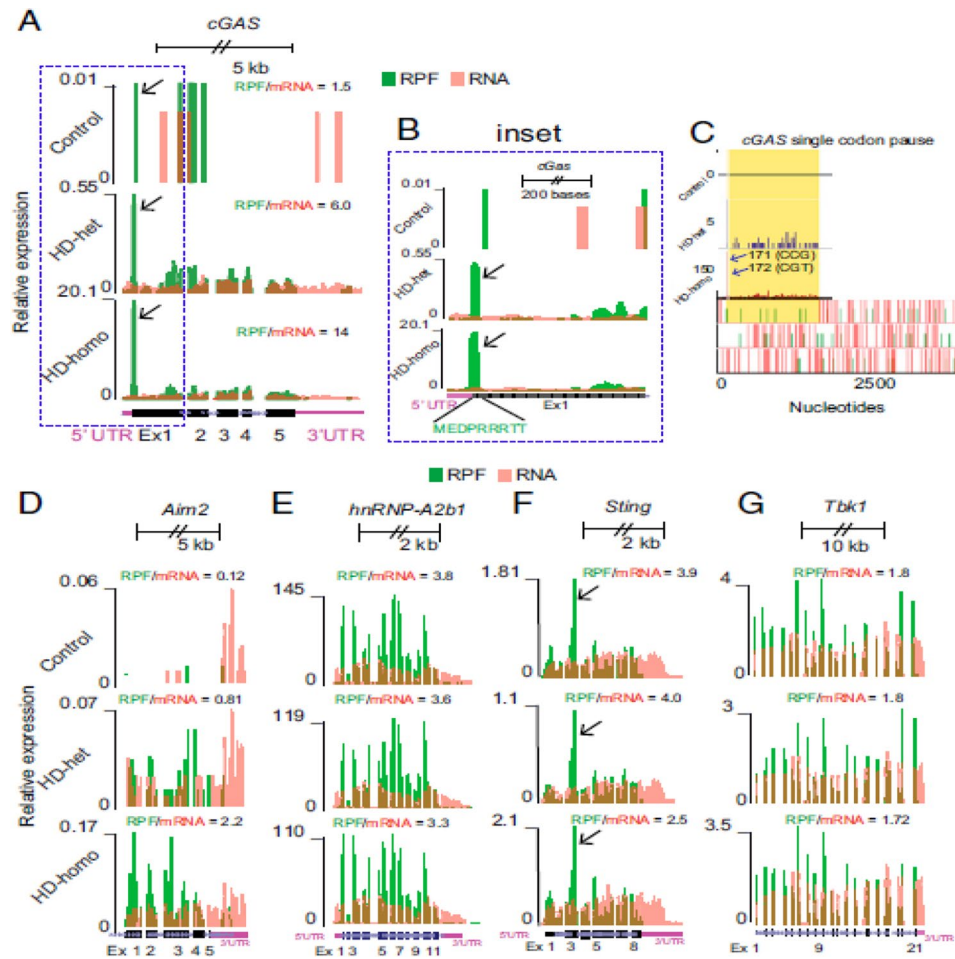 A
cGAS
5 kb
RPF RNA
Relative expression
Control
0.01
0
RPF/mRNA = 1.5
HD-het
0.55
0
RPF/mRNA = 6.0
HD-homo
20.1
0
RPF/mRNA = 14
5' UTR Ex1 2 3 4 5 3'UTR
B
inset
cGas
200 bases
Control
0.01
0
HD-het
0.55
0
HD-homo
20.1
0
5' UTR Ex1
MEDPRRRTT
C
cGAS single codon pause
Control
0
HD-het
5
171 (CCG)
172 (CGT)
HD-homo
150
0 2500
Nucleotides
RPF RNA
D
Aim2
5 kb
Relative expression
Control
0.06
0
RPF/mRNA = 0.12
HD-het
0.07
0
RPF/mRNA = 0.81
HD-homo
0.17
0
RPF/mRNA = 2.2
Ex 1 2 3 4 5 3'UTR
E
hnRNP-A2b1
2 kb
RPF/mRNA = 3.8
145
0
RPF/mRNA = 3.6
119
0
RPF/mRNA = 3.3
110
0
5'UTR 3'UTR
Ex 1 3 5 7 9 11
F
Sting
2 kb
RPF/mRNA = 3.9
1.81
0
RPF/mRNA = 4.0
1.1
0
RPF/mRNA = 2.5
2.1
0
5'UTR 3'UTR
Ex 1 3 5 8
G
Tbk1
10 kb
RPF/mRNA = 1.8
4
0
RPF/mRNA = 1.8
3
0
RPF/mRNA = 1.72
3.5
0
Ex 1 9 21 3'UTR